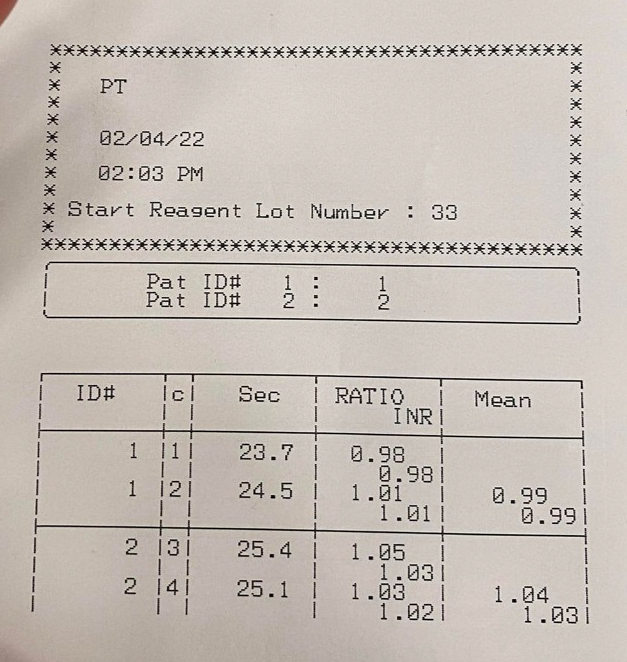 ****************************************
PT
02/04/22
02:03 PM
* Start Reagent Lot Number : 33
****************************************
Pat ID# 1 : 1
Pat ID# 2 : 2
ID# c Sec RATIO Mean
INR
1 1 23.7 0.98
0.98
1 2 24.5 1.01 0.99
1.01 0.99
2 3 25.4 1.05
1.03
2 4 25.1 1.03 1.04
1.02 1.03